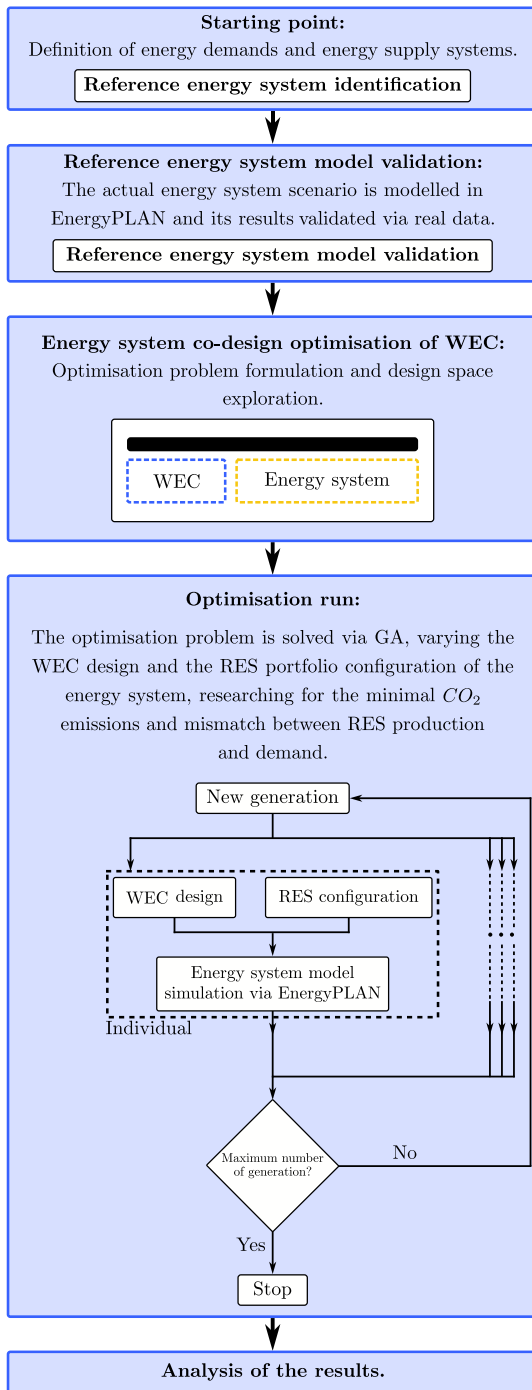 Starting point:
Definition of energy demands and energy supply systems.
Reference energy system identification
Reference energy system model validation:
The actual energy system scenario is modelled in
EnergyPLAN and its results validated via real data.
Reference energy system model validation
Energy system co-design optimisation of WEC:
Optimisation problem formulation and design space
exploration.
WEC
Energy system
Optimisation run:
The optimisation problem is solved via GA, varying the
WEC design and the RES portfolio configuration of the
energy system, researching for the minimal CO₂
emissions and mismatch between RES production
and demand.
New generation
WEC design
RES configuration
Energy system model
simulation via EnergyPLAN
Individual
Maximum number
of generation?
No
Yes
Stop
Analysis of the results.